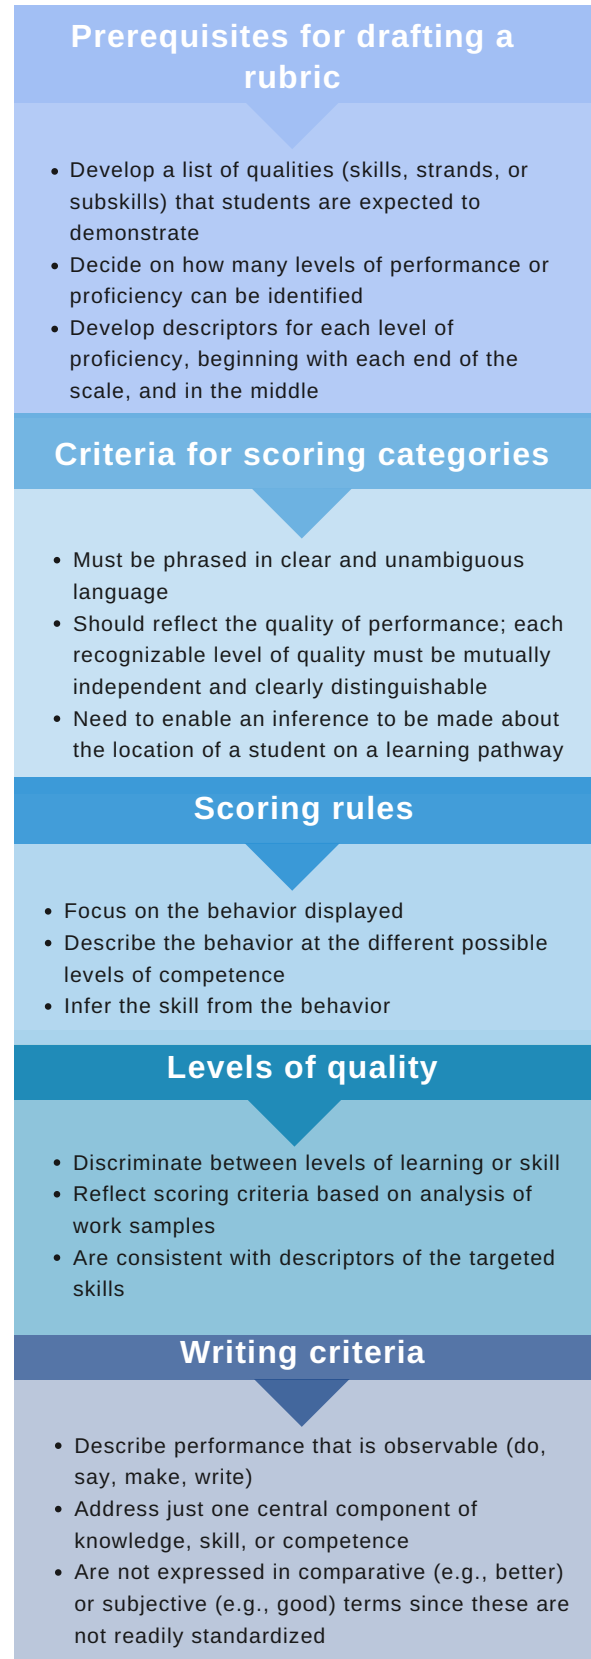 Prerequisites for drafting a
rubric
• Develop a list of qualities (skills, strands, or
subskills) that students are expected to
demonstrate
• Decide on how many levels of performance or
proficiency can be identified
• Develop descriptors for each level of
proficiency, beginning with each end of the
scale, and in the middle
Criteria for scoring categories
• Must be phrased in clear and unambiguous
language
• Should reflect the quality of performance; each
recognizable level of quality must be mutually
independent and clearly distinguishable
• Need to enable an inference to be made about
the location of a student on a learning pathway
Scoring rules
• Focus on the behavior displayed
• Describe the behavior at the different possible
levels of competence
• Infer the skill from the behavior
Levels of quality
• Discriminate between levels of learning or skill
• Reflect scoring criteria based on analysis of
work samples
• Are consistent with descriptors of the targeted
skills
Writing criteria
• Describe performance that is observable (do,
say, make, write)
• Address just one central component of
knowledge, skill, or competence
• Are not expressed in comparative (e.g., better)
or subjective (e.g., good) terms since these are
not readily standardized